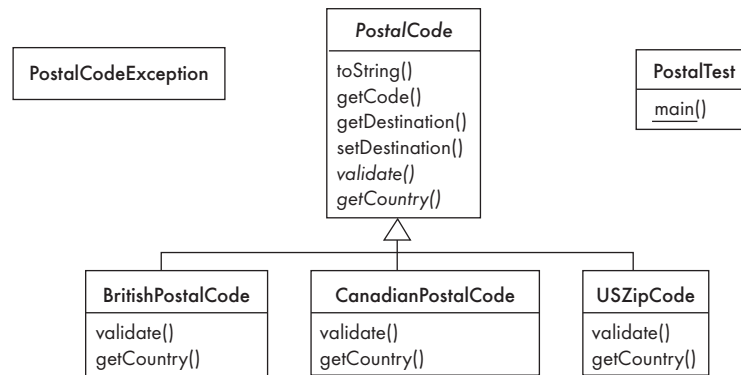 PostalCode
toString()
getCode()
getDestination()
setDestination()
validate()
getCountry()
PostalCodeException
PostalTest
main()
BritishPostalCode
validate()
getCountry()
CanadianPostalCode
validate()
getCountry()
USZipCode
validate()
getCountry()